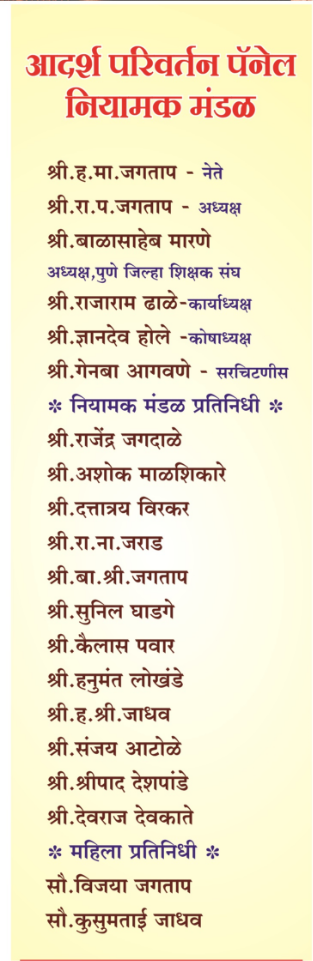 आदर्श परिवर्तन पॅनेल
नियामक मंडळ
श्री.ह.मा.जगताप - नेते
श्री.रा.प.जगताप - अध्यक्ष
श्री.बाळासाहेब मारणे
अध्यक्ष,पुणे जिल्हा शिक्षक संघ
श्री.राजाराम ढाळे-कार्याध्यक्ष
श्री.ज्ञानदेव होले -कोषाध्यक्ष
श्री.गेनबा आगवणे - सरचिटणीस
* नियामक मंडळ प्रतिनिधी *
श्री.राजेंद्र जगदाळे
श्री.अशोक माळशिकारे
श्री.दत्तात्रय विरकर
श्री.रा.ना.जराड
श्री.बा.श्री.जगताप
श्री.सुनिल घाडगे
श्री.कैलास पवार
श्री.हनुमंत लोखंडे
श्री.ह.श्री.जाधव
श्री.संजय आटोळे
श्री.श्रीपाद देशपांडे
श्री.देवराज देवकाते
* महिला प्रतिनिधी *
सौ.विजया जगताप
सौ.कुसुमताई जाधव